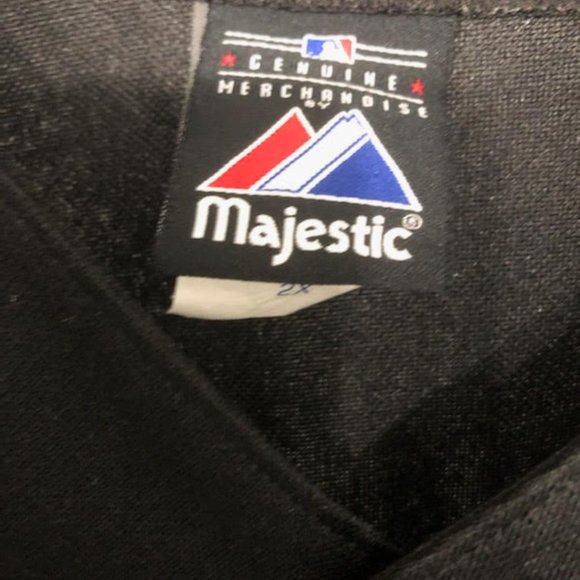 GENUINE
MERCHANDISE
BY
Majestic®
2X